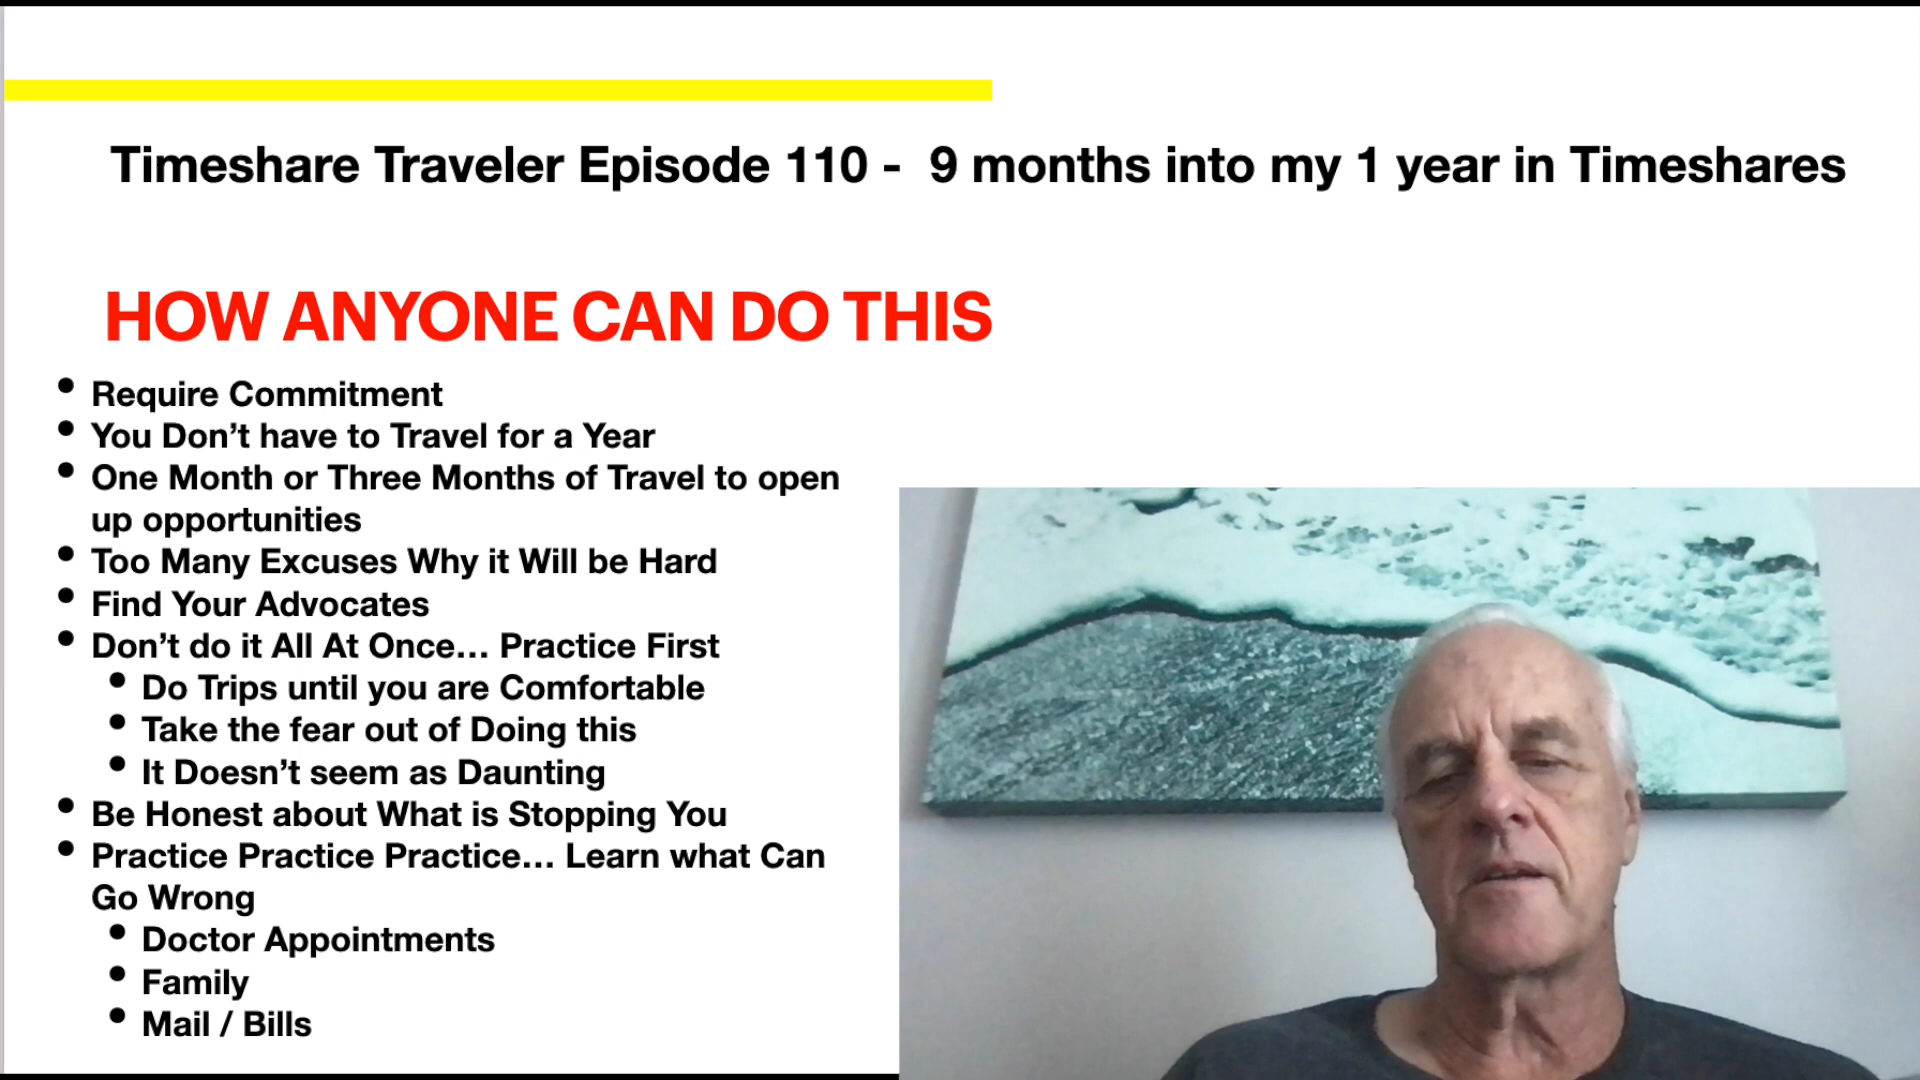 Timeshare Traveler Episode 110 -  9 months into my 1 year in Timeshares
HOW ANYONE CAN DO THIS
• Require Commitment
• You Don’t have to Travel for a Year
• One Month or Three Months of Travel to open
up opportunities
• Too Many Excuses Why it Will be Hard
• Find Your Advocates
• Don’t do it All At Once... Practice First
• Do Trips until you are Comfortable
• Take the fear out of Doing this
• It Doesn’t seem as Daunting
• Be Honest about What is Stopping You
• Practice Practice Practice... Learn what Can
Go Wrong
• Doctor Appointments
• Family
• Mail / Bills